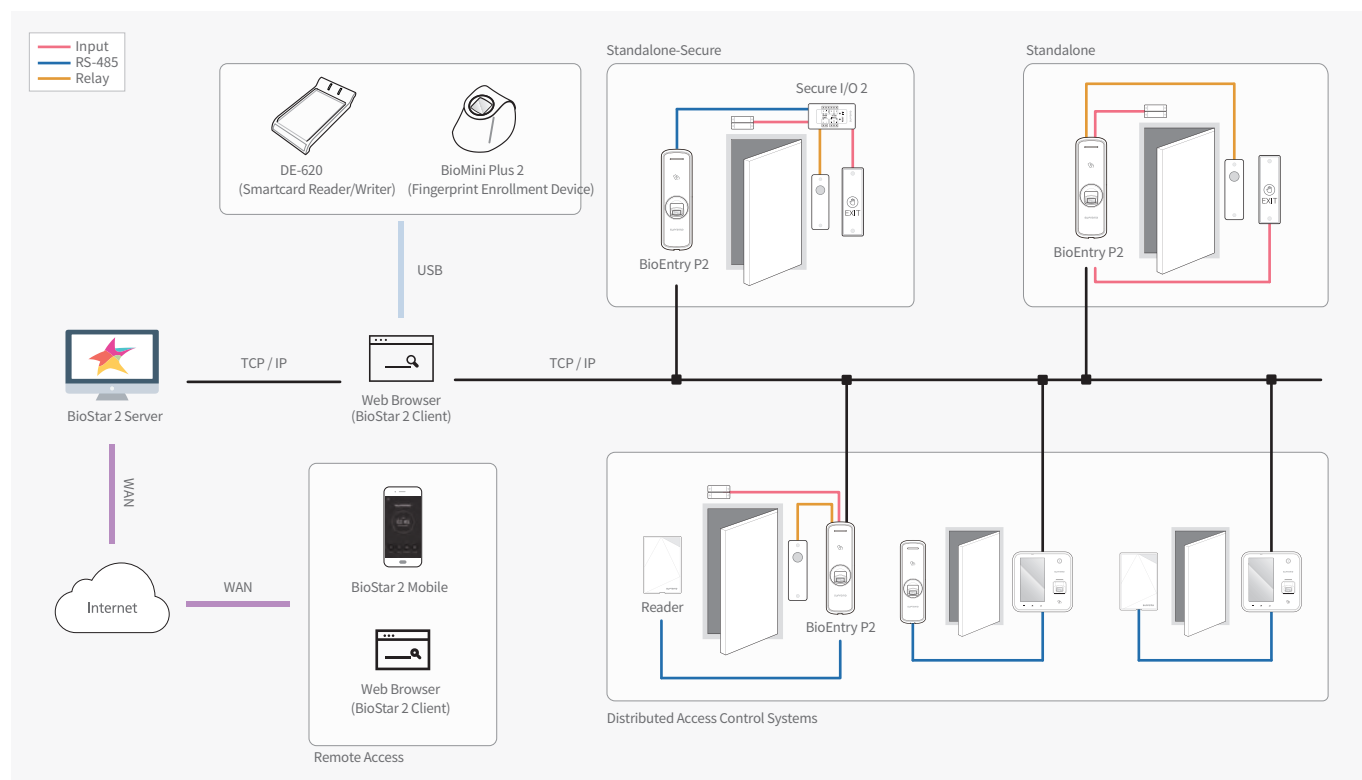 Input
RS-485
Relay
DE-620
(Smartcard Reader/Writer)
BioMini Plus 2
(Fingerprint Enrollment Device)
USB
Standalone-Secure
Secure I/O 2
EXIT
BioEntry P2
Standalone
EXIT
BioEntry P2
BioStar 2 Server
TCP / IP
Web Browser
(BioStar 2 Client)
TCP / IP
WAN
Internet
WAN
BioStar 2 Mobile
Web Browser
(BioStar 2 Client)
Remote Access
Reader
BioEntry P2
Distributed Access Control Systems